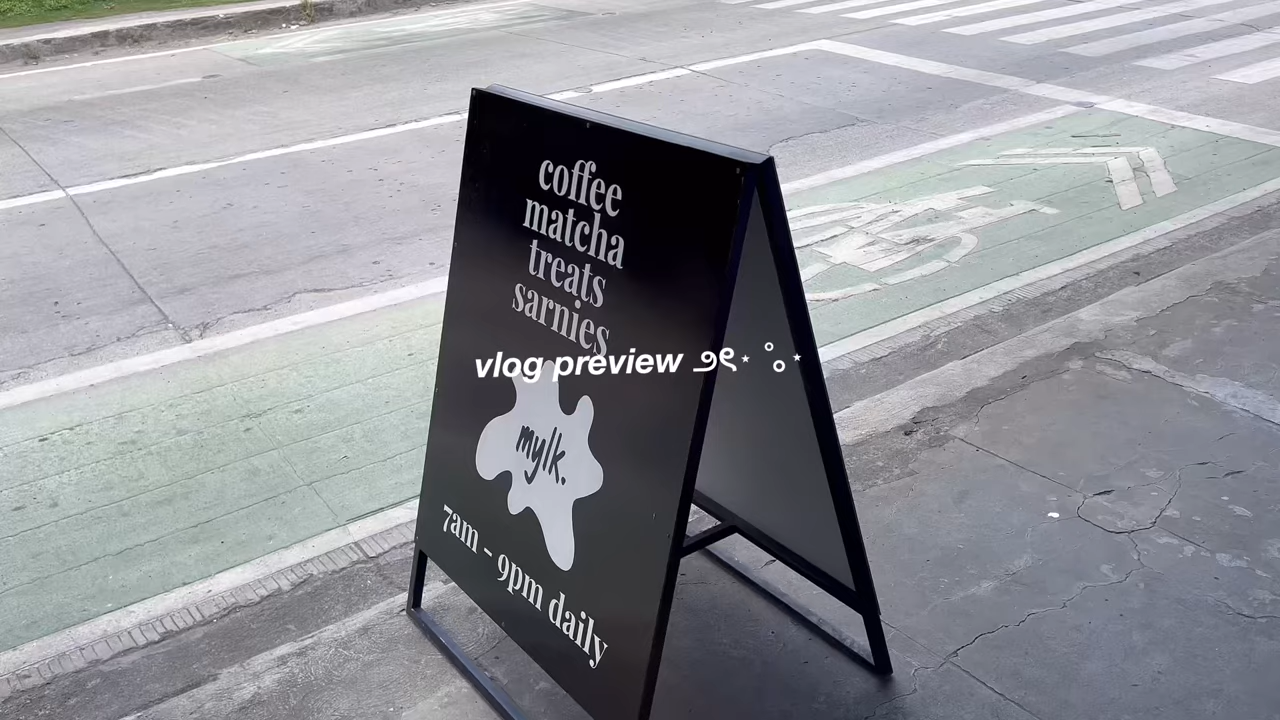 coffee
matcha
treats
sarnies
vlog preview ୨୧⋆ ˚ₒ⋆
mylk.
7am - 9pm daily